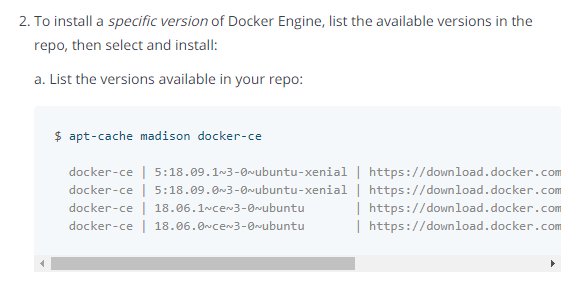 2. To install a specific version of Docker Engine, list the available versions in the
repo, then select and install:
a. List the versions available in your repo:
$ apt-cache madison docker-ce
docker-ce | 5:18.09.1~3-0~ubuntu-xenial | https://download.docker.com
docker-ce | 5:18.09.0~3-0~ubuntu-xenial | https://download.docker.com
docker-ce | 18.06.1~ce~3-0~ubuntu | https://download.docker.com
docker-ce | 18.06.0~ce~3-0~ubuntu | https://download.docker.com